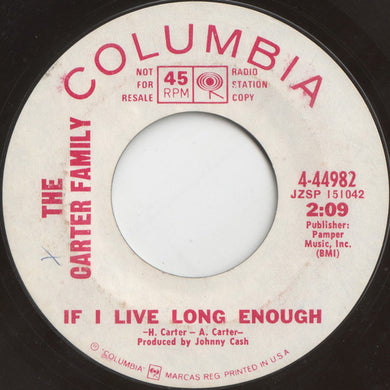 COLUMBIA
NOT FOR RESALE
45 RPM
RADIO STATION COPY
THE
CARTER FAMILY
4-44982
JZSP 151042
2:09
Publisher:
Pamper
Music, Inc.
(BMI)
IF I LIVE LONG ENOUGH
-H. Carter - A. Carter-
Produced by Johnny Cash
"COLUMBIA" MARCAS REG. PRINTED IN U.S.A.